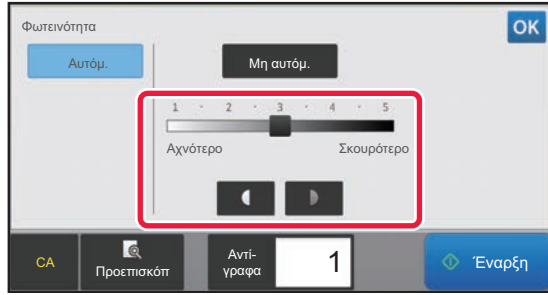 Φωτεινότητα
OK
Αυτόμ.
Μη αυτόμ.
1 · 2 · 3 · 4 · 5
Αχνότερο Σκουρότερο
CA
Προεπισκόπ
Αντί-
γραφα
1
Έναρξη